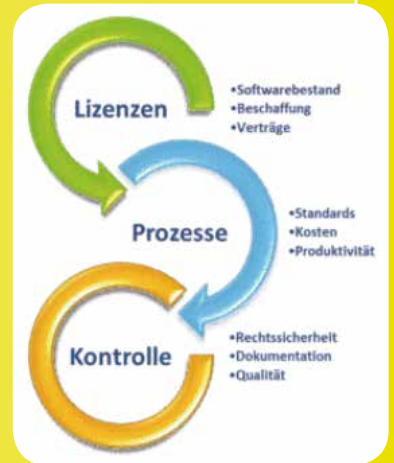 Lizenzen
•Softwarebestand
•Beschaffung
•Verträge
Prozesse
•Standards
•Kosten
•Produktivität
Kontrolle
•Rechtssicherheit
•Dokumentation
•Qualität